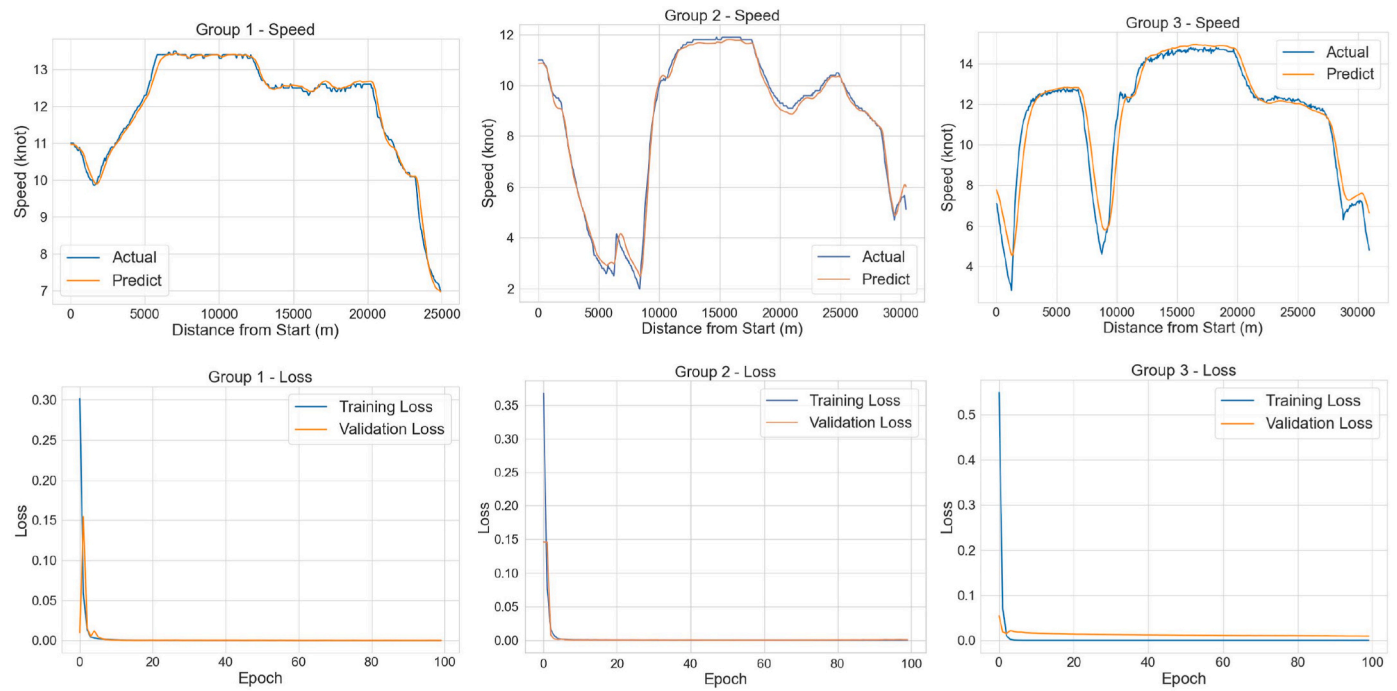 Group 1 - Speed
Speed (knot)
13
12
11
10
9
8
7
Actual
Predict
0 5000 10000 15000 20000 25000
Distance from Start (m)
Group 2 - Speed
Speed (knot)
12
10
8
6
4
2
Actual
Predict
0 5000 10000 15000 20000 25000 30000
Distance from Start (m)
Group 3 - Speed
Speed (knot)
14
12
10
8
6
4
Actual
Predict
0 5000 10000 15000 20000 25000 30000
Distance from Start (m)
Group 1 - Loss
Loss
0.30
0.25
0.20
0.15
0.10
0.05
0.00
Training Loss
Validation Loss
0 20 40 60 80 100
Epoch
Group 2 - Loss
Loss
0.35
0.30
0.25
0.20
0.15
0.10
0.05
0.00
Training Loss
Validation Loss
0 20 40 60 80 100
Epoch
Group 3 - Loss
Loss
0.5
0.4
0.3
0.2
0.1
0.0
Training Loss
Validation Loss
0 20 40 60 80 100
Epoch